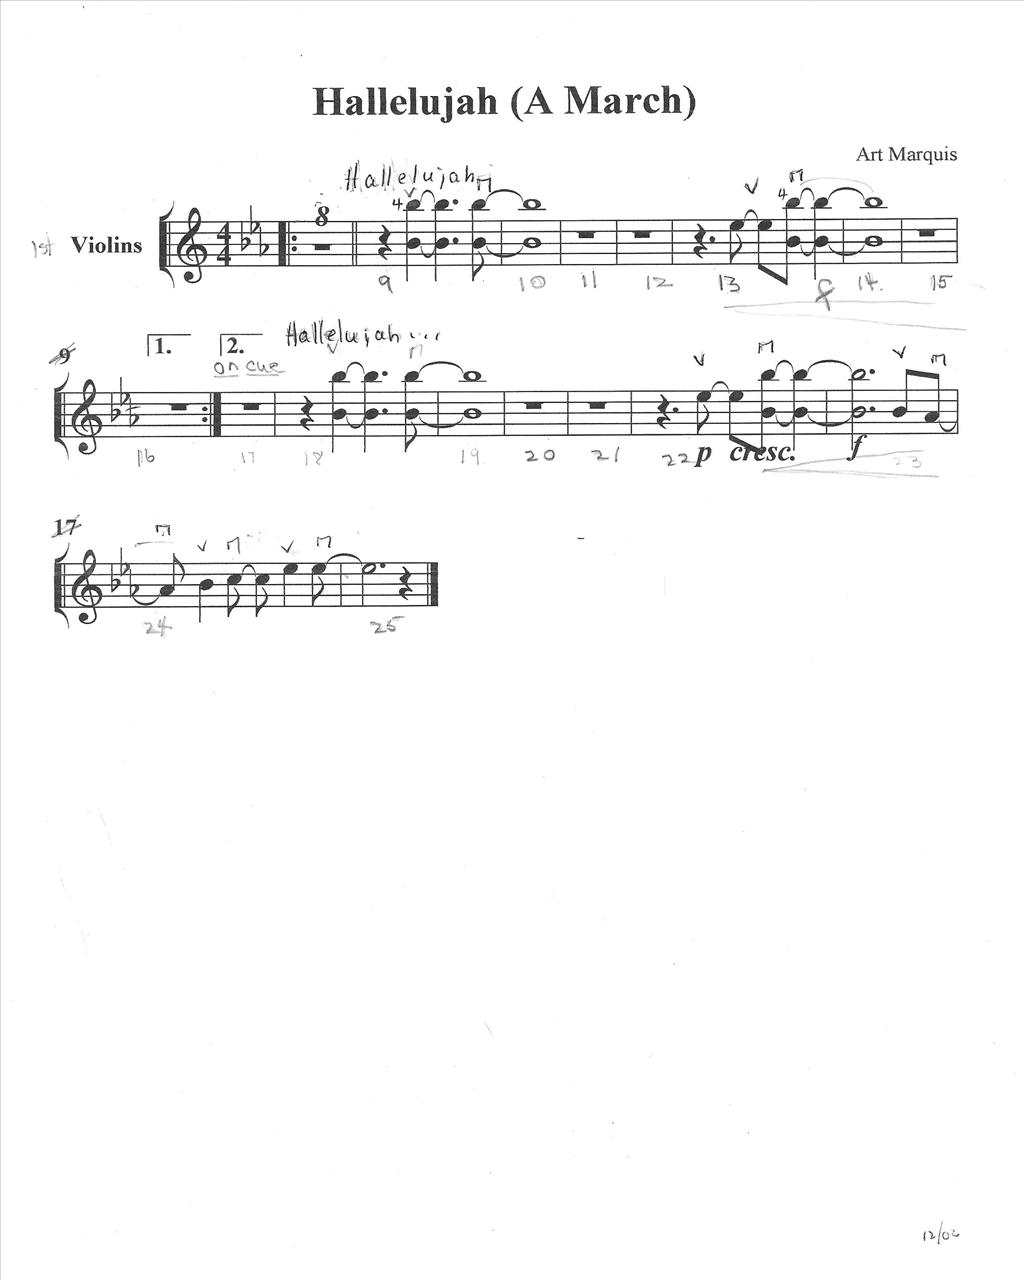 Hallelujah (A March)
Art Marquis
Hallelujah
8
4 4
1st Violins
9 10 11 12 13 f 14. 15
Hallelujah...
9 1. 2.
on cue
16 17 18 19 20 21 22 p cresc. f 23
17
24 25
12/02